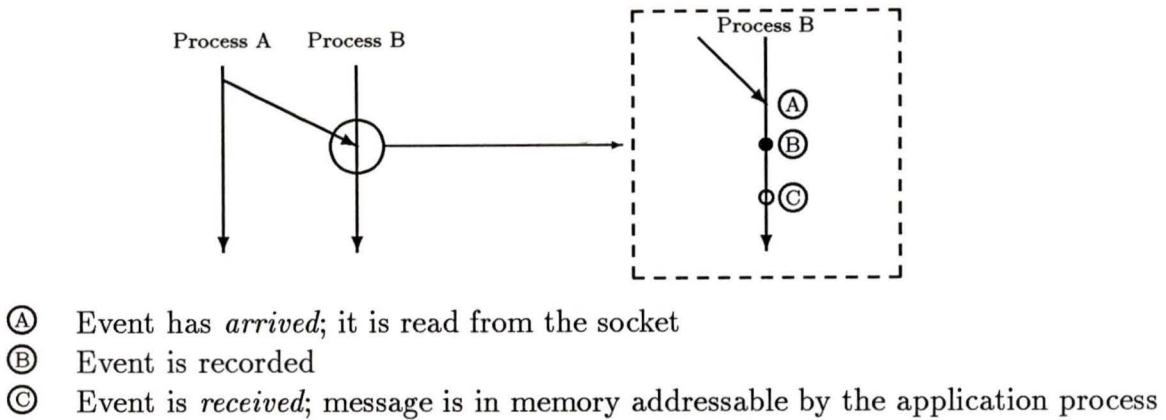 Process A
Process B
Process B
A
B
C
A Event has arrived; it is read from the socket
B Event is recorded
C Event is received; message is in memory addressable by the application process